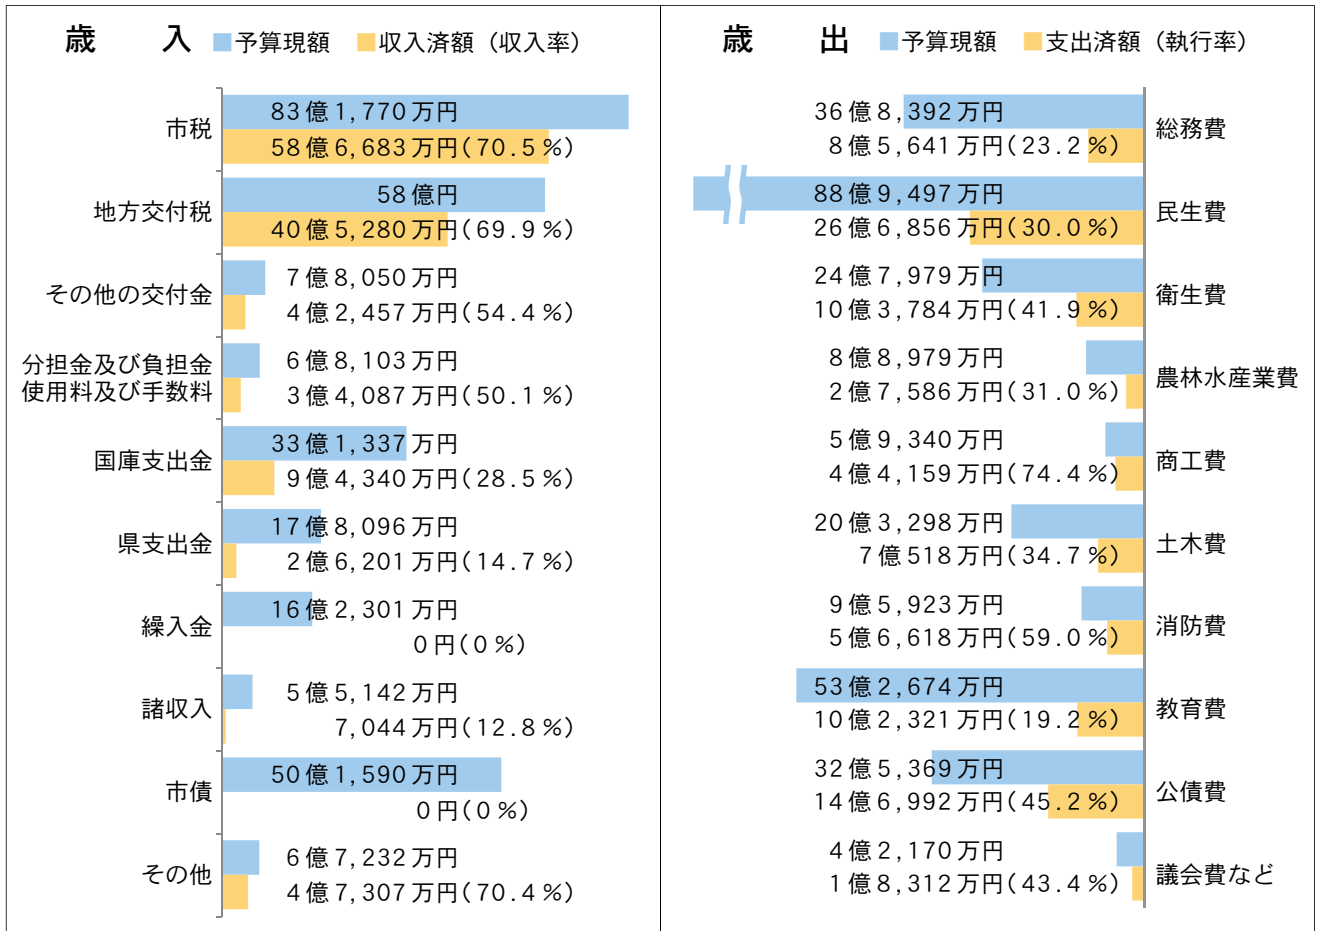 歳 入 予算現額 収入済額（収入率）
市税
83億1,770万円
58億6,683万円(70.5%)
地方交付税
58億円
40億5,280万円(69.9%)
その他の交付金
7億8,050万円
4億2,457万円(54.4%)
分担金及び負担金
使用料及び手数料
6億8,103万円
3億4,087万円(50.1%)
国庫支出金
33億1,337万円
9億4,340万円(28.5%)
県支出金
17億8,096万円
2億6,201万円(14.7%)
繰入金
16億2,301万円
0円(0%)
諸収入
5億5,142万円
7,044万円(12.8%)
市債
50億1,590万円
0円(0%)
その他
6億7,232万円
4億7,307万円(70.4%)
歳 出 予算現額 支出済額（執行率）
36億8,392万円
8億5,641万円(23.2%)
総務費
88億9,497万円
26億6,856万円(30.0%)
民生費
24億7,979万円
10億3,784万円(41.9%)
衛生費
8億8,979万円
2億7,586万円(31.0%)
農林水産業費
5億9,340万円
4億4,159万円(74.4%)
商工費
20億3,298万円
7億518万円(34.7%)
土木費
9億5,923万円
5億6,618万円(59.0%)
消防費
53億2,674万円
10億2,321万円(19.2%)
教育費
32億5,369万円
14億6,992万円(45.2%)
公債費
4億2,170万円
1億8,312万円(43.4%)
議会費など